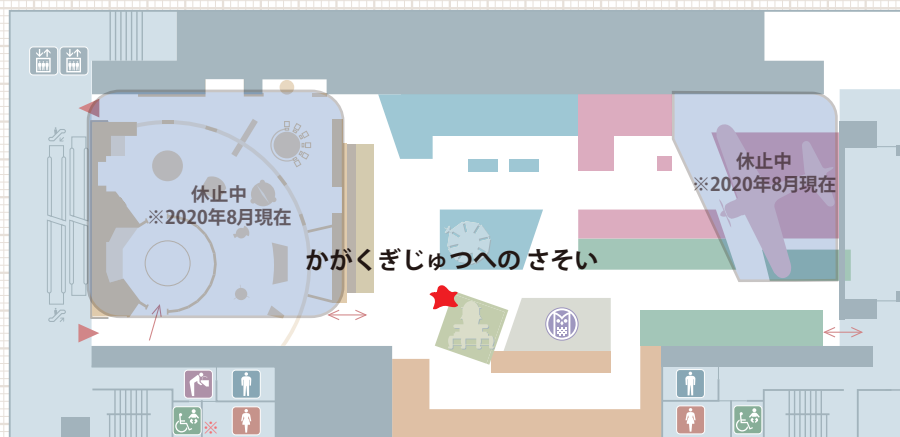 休止中
※2020年8月現在
休止中
※2020年8月現在
かがくぎじゅつへの さそい
※